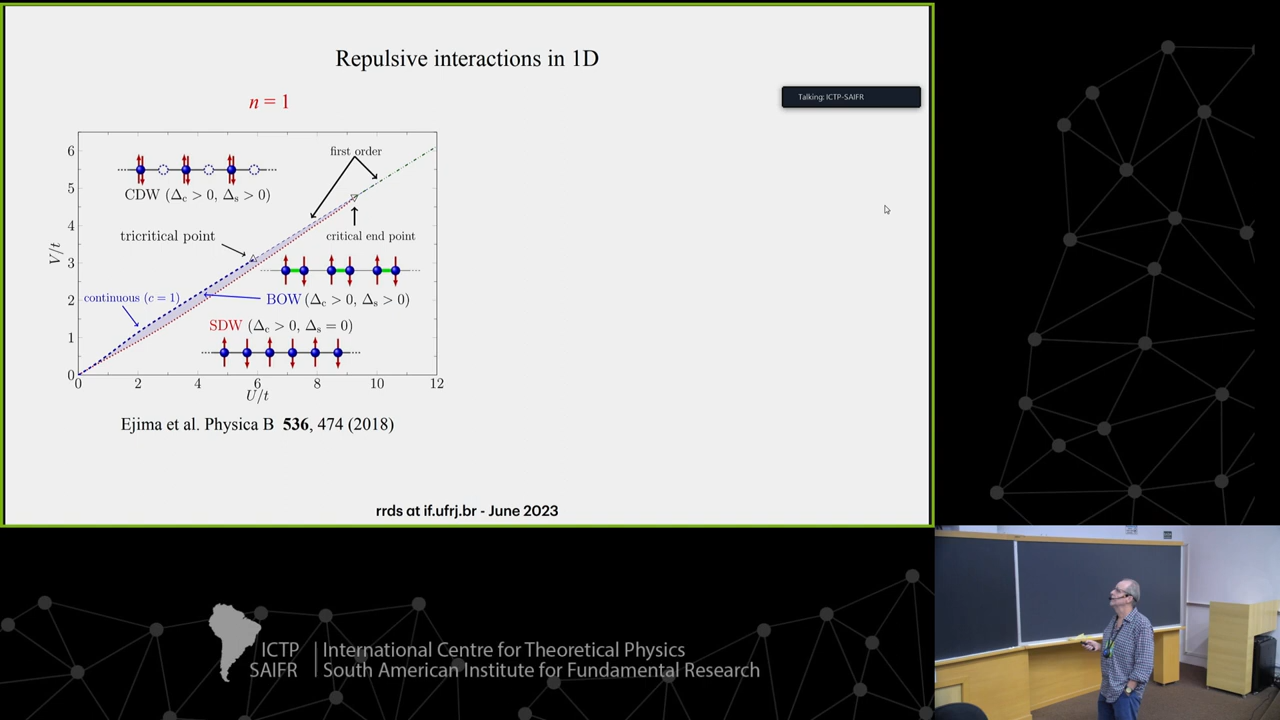 Repulsive interactions in 1D
n = 1
Talking: ICTP-SAIFR
V/t
6
5
4
3
2
1
0
first order
CDW (Δc > 0, Δs > 0)
tricritical point
critical end point
continuous (c = 1)
BOW (Δc > 0, Δs > 0)
SDW (Δc > 0, Δs = 0)
0 2 4 6 8 10 12
U/t
Ejima et al. Physica B 536, 474 (2018)
rrds at if.ufrj.br - June 2023
ICTP
SAIFR
International Centre for Theoretical Physics
South American Institute for Fundamental Research